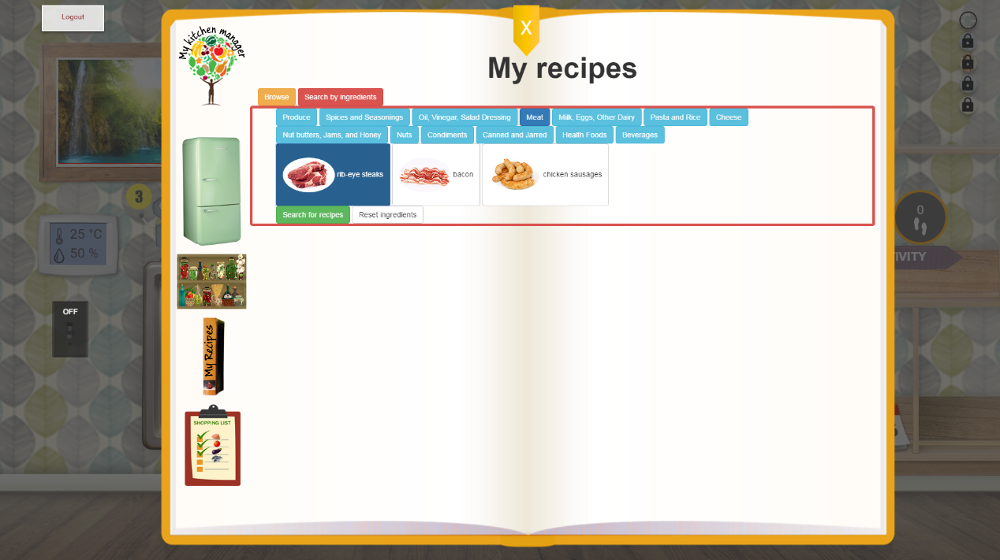 Logout
X
My kitchen manager
My recipes
Browse
Search by ingredients
Produce
Spices and Seasonings
Oil, Vinegar, Salad Dressing
Meat
Milk, Eggs, Other Dairy
Pasta and Rice
Cheese
Nut butters, Jams, and Honey
Nuts
Condiments
Canned and Jarred
Health Foods
Beverages
rib-eye steaks
bacon
chicken sausages
Search for recipes
Reset ingredients
3
25 °C
50 %
OFF
0
IVITY
My Recipes
SHOPPING LIST